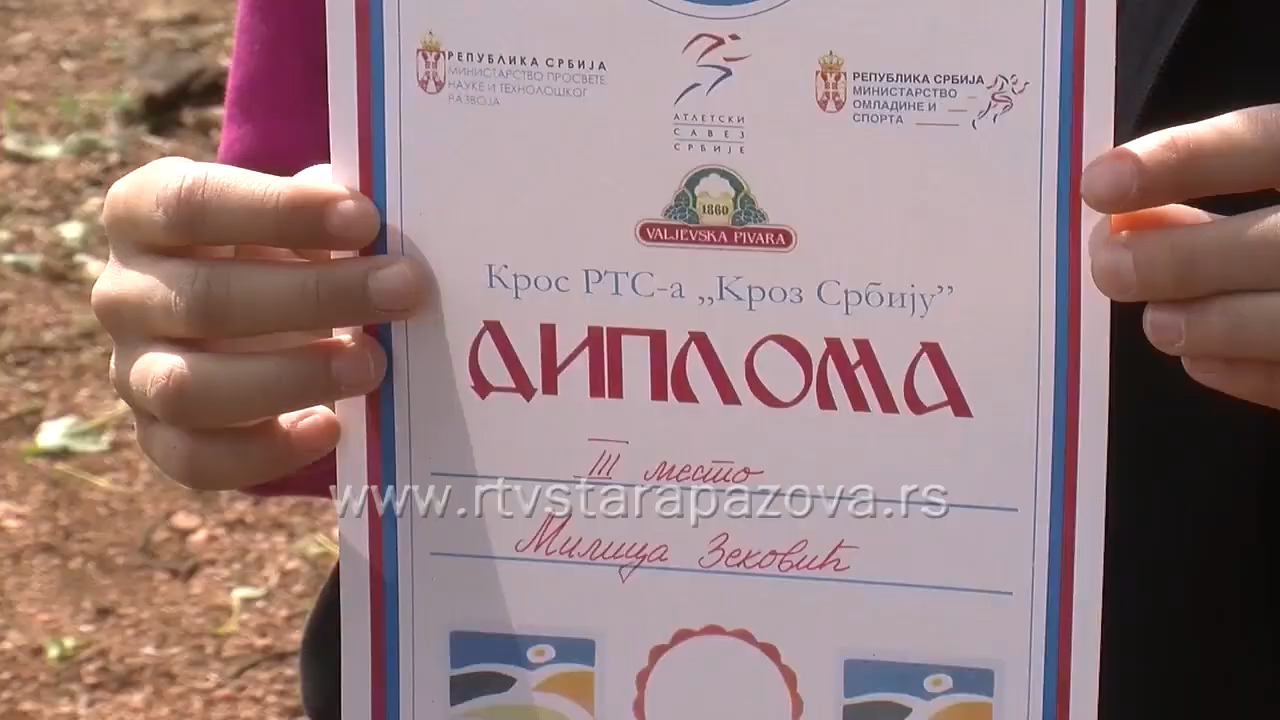 РЕПУБЛИКА СРБИЈА
МИНИСТАРСТВО ПРОСВЕТЕ,
НАУКЕ И ТЕХНОЛОШКОГ
РАЗВОЈА
АТЛЕТСКИ
САВЕЗ
СРБИЈЕ
РЕПУБЛИКА СРБИЈА
МИНИСТАРСТВО
ОМЛАДИНЕ И
СПОРТА
1860
VALJEVSKA PIVARA
Крос РТС-а „Кроз Србију”
ДИПЛОМА
III место
www.rtvstarapazova.rs
Милица Зековић